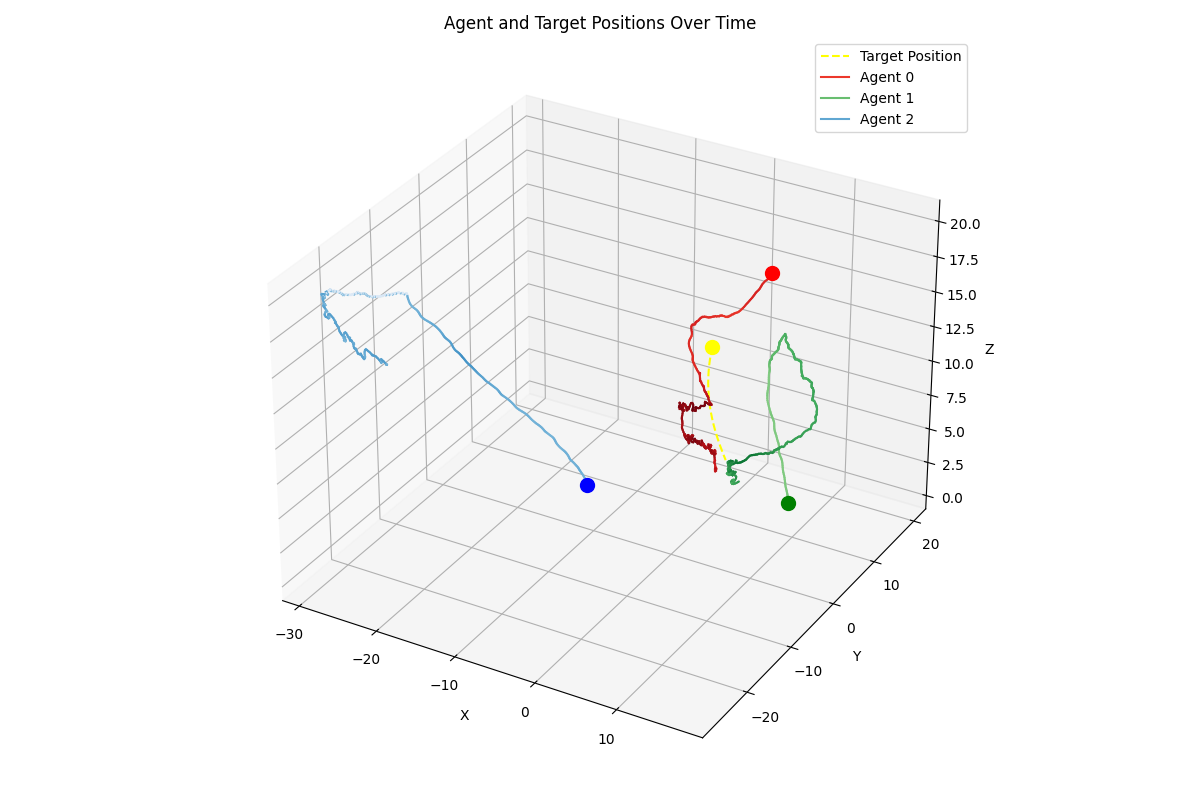 Agent and Target Positions Over Time
Target Position
Agent 0
Agent 1
Agent 2
20.0
17.5
15.0
12.5
10.0
7.5
5.0
2.5
0.0
Z
20
10
0
−10
−20
Y
−30
−20
−10
0
10
X